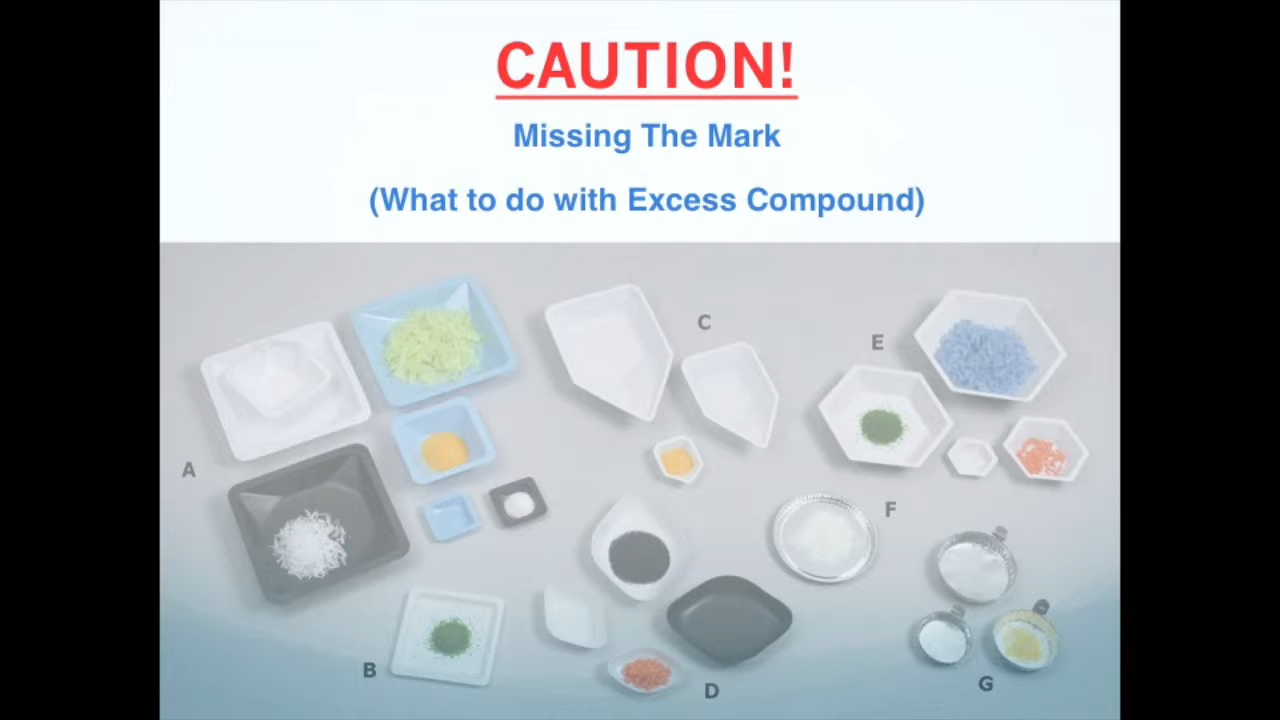 CAUTION!
Missing The Mark
(What to do with Excess Compound)
C
E
A
F
B
D
G